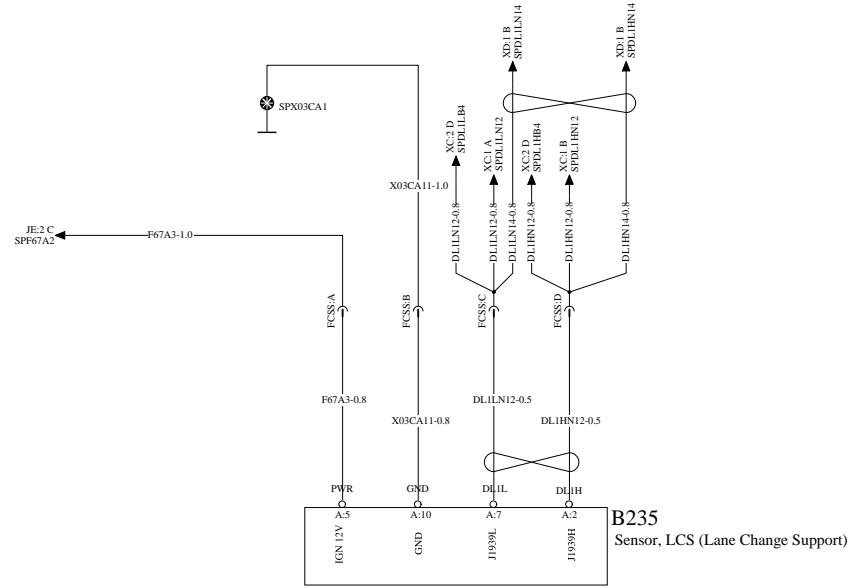 XD:1 B
SPDL1LN14
XD:1 B
SPDL1HN14
SPX03CA1
XC:2 D
SPDL1LB4
XC:1 A
SPDL1LN12
XC:2 D
SPDL1HB4
XC:1 B
SPDL1HN12
X03CA11-1.0
JE:2 C
SPF67A2
F67A3-1.0
DL1LN12-0.8
DL1LN12-0.8
DL1LN14-0.8
DL1HN12-0.8
DL1HN12-0.8
DL1HN14-0.8
FCSS:A
FCSS:B
FCSS:C
FCSS:D
F67A3-0.8
DL1LN12-0.5
X03CA11-0.8
DL1HN12-0.5
PWR
GND
DL1L
DL1H
A:5
A:10
A:7
A:2
B235
Sensor, LCS (Lane Change Support)
IGN 12V
GND
J1939L
J1939H